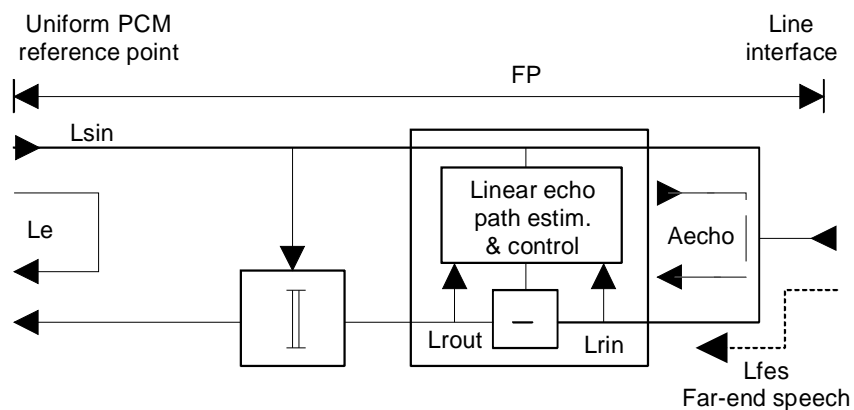 Uniform PCM
reference point
Line
interface
FP
Lsin
Linear echo
path estim.
& control
Le
Aecho
Lrout
Lrin
Lfes
Far-end speech